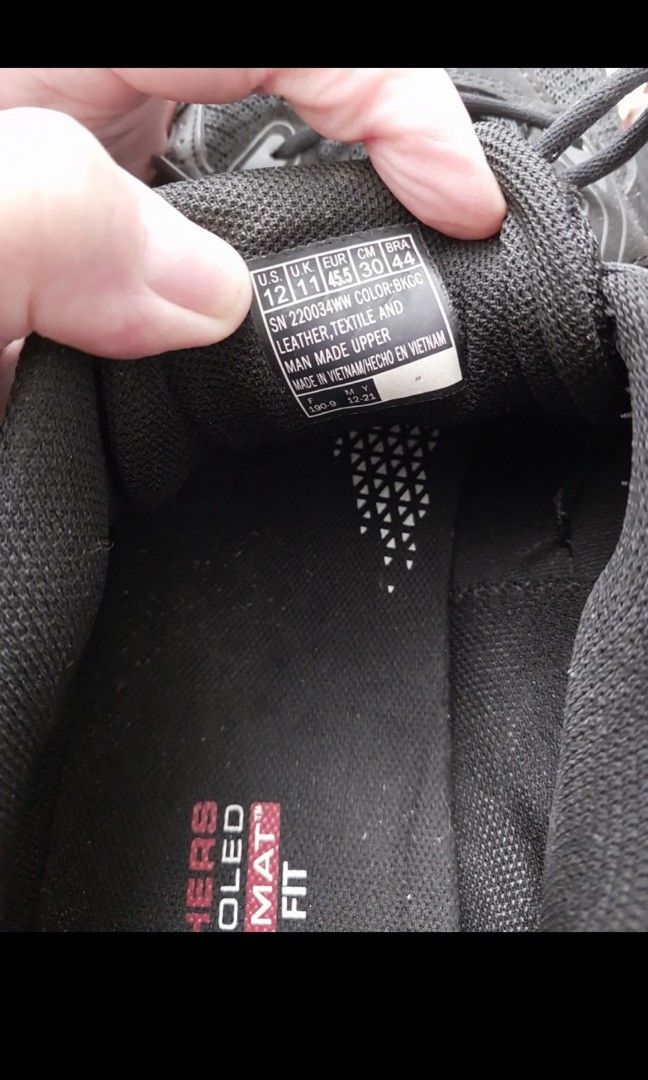 U.S. U.K. EUR CM BRA
12 11 45.5 30 44
SN 220034WW COLOR:BKCC
LEATHER,TEXTILE AND
MAN MADE UPPER
MADE IN VIETNAM/HECHO EN VIETNAM
F M Y
190-9 12-21
HERS
OLED
MAT™
FIT